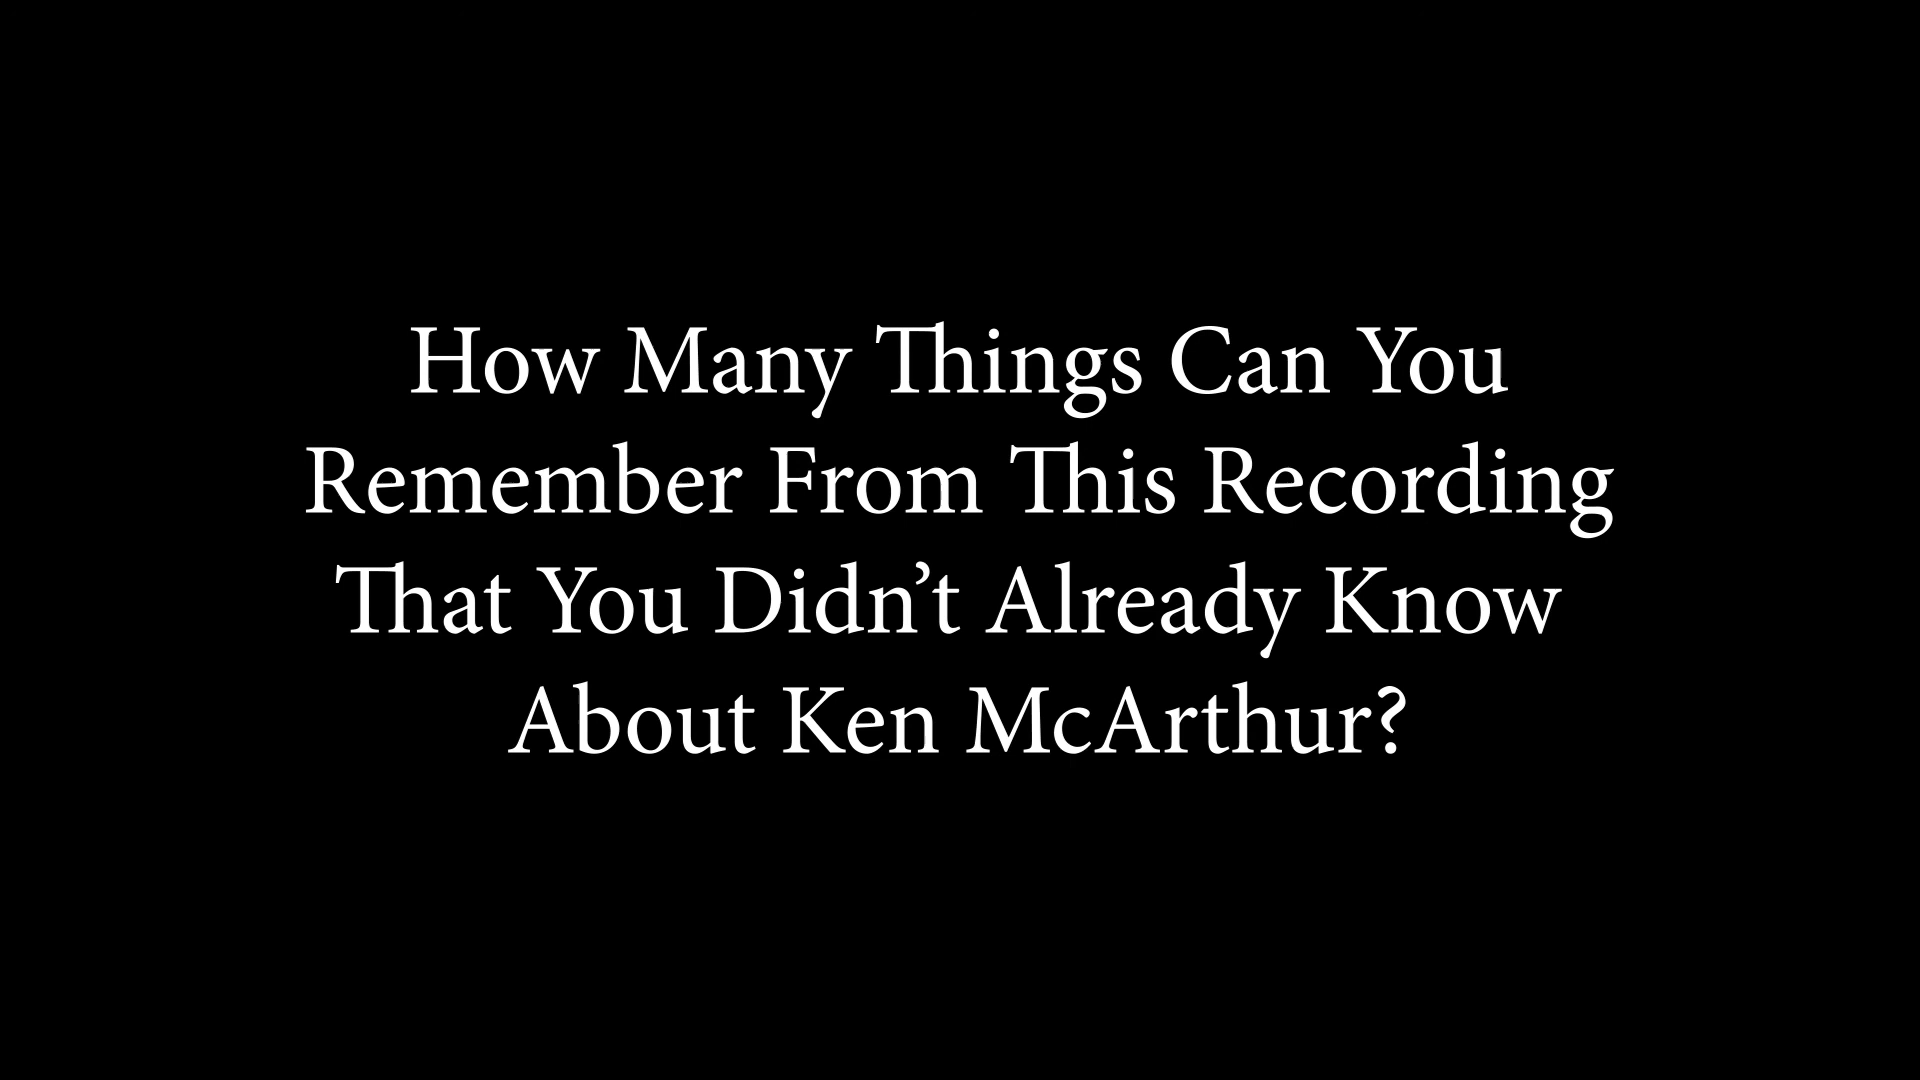 How Many Things Can You
Remember From This Recording
That You Didn’t Already Know
About Ken McArthur?